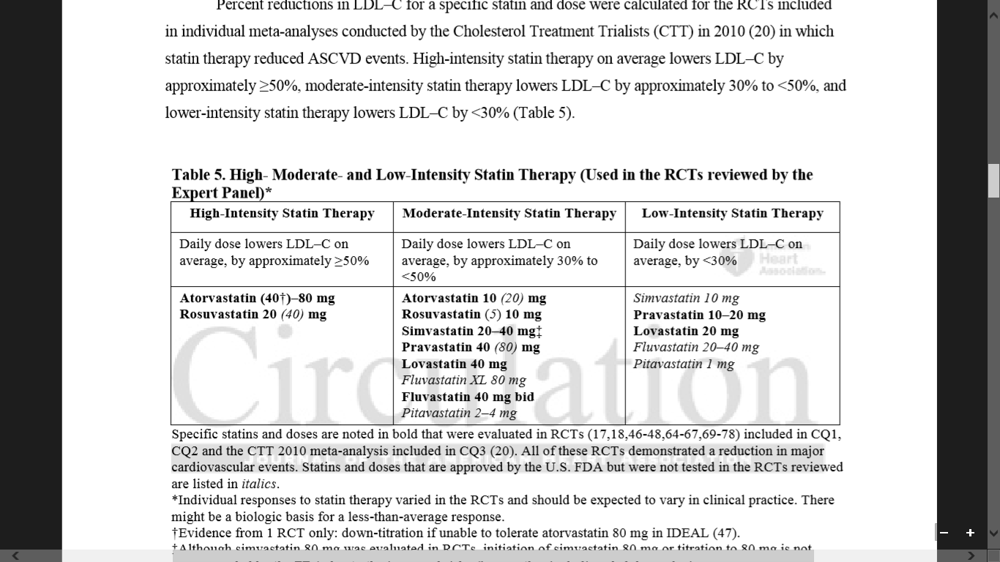 Percent reductions in LDL–C for a specific statin and dose were calculated for the RCTs included
in individual meta-analyses conducted by the Cholesterol Treatment Trialists (CTT) in 2010 (20) in which
statin therapy reduced ASCVD events. High-intensity statin therapy on average lowers LDL–C by
approximately ≥50%, moderate-intensity statin therapy lowers LDL–C by approximately 30% to <50%, and
lower-intensity statin therapy lowers LDL–C by <30% (Table 5).
Table 5. High- Moderate- and Low-Intensity Statin Therapy (Used in the RCTs reviewed by the
Expert Panel)*
High-Intensity Statin Therapy
Moderate-Intensity Statin Therapy
Low-Intensity Statin Therapy
Daily dose lowers LDL–C on
average, by approximately ≥50%
Daily dose lowers LDL–C on
average, by approximately 30% to
<50%
Daily dose lowers LDL–C on
average, by <30%
American
Heart
Association
Atorvastatin (40†)–80 mg
Rosuvastatin 20 (40) mg
Atorvastatin 10 (20) mg
Rosuvastatin (5) 10 mg
Simvastatin 20–40 mg‡
Pravastatin 40 (80) mg
Lovastatin 40 mg
Fluvastatin XL 80 mg
Fluvastatin 40 mg bid
Pitavastatin 2–4 mg
Simvastatin 10 mg
Pravastatin 10–20 mg
Lovastatin 20 mg
Fluvastatin 20–40 mg
Pitavastatin 1 mg
Circulation
Specific statins and doses are noted in bold that were evaluated in RCTs (17,18,46-48,64-67,69-78) included in CQ1,
CQ2 and the CTT 2010 meta-analysis included in CQ3 (20). All of these RCTs demonstrated a reduction in major
JOURNAL OF THE AMERICAN HEART ASSOCIATION
cardiovascular events. Statins and doses that are approved by the U.S. FDA but were not tested in the RCTs reviewed
are listed in italics.
*Individual responses to statin therapy varied in the RCTs and should be expected to vary in clinical practice. There
might be a biologic basis for a less-than-average response.
†Evidence from 1 RCT only: down-titration if unable to tolerate atorvastatin 80 mg in IDEAL (47).
‡Although simvastatin 80 mg was evaluated in RCTs, initiation of simvastatin 80 mg or titration to 80 mg is not